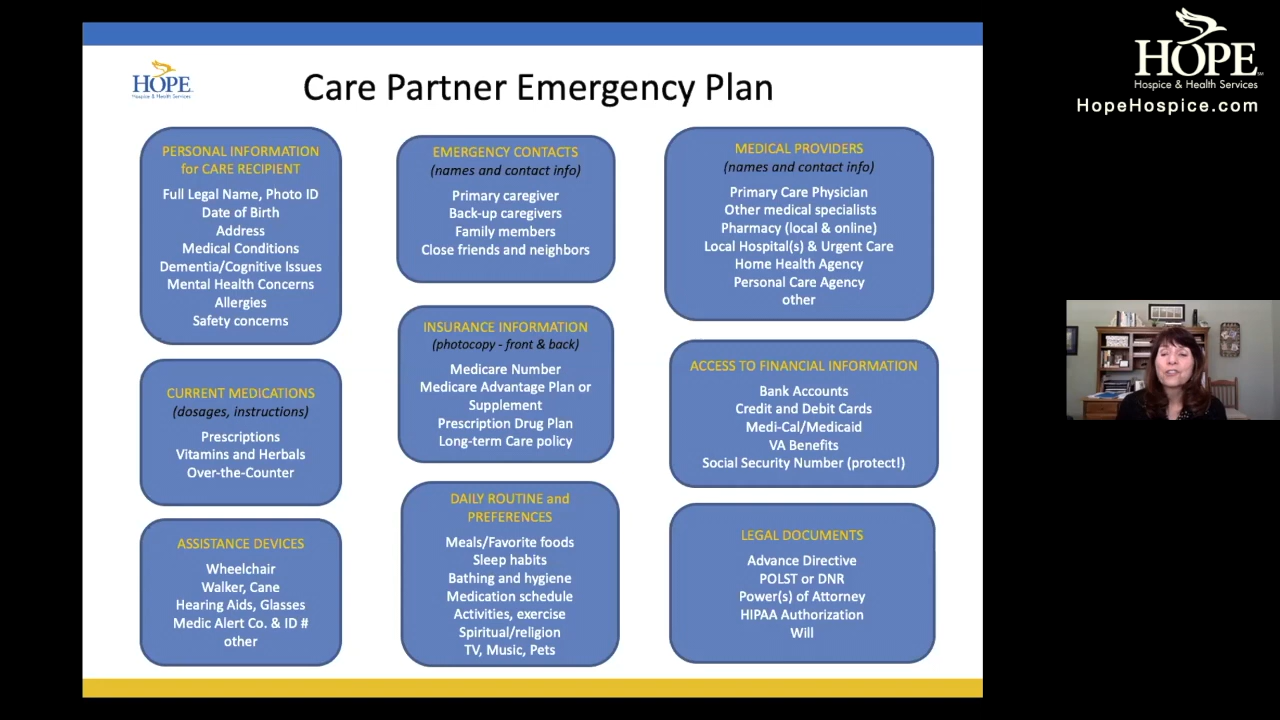 HOPE
Hospice & Health Services
Care Partner Emergency Plan
PERSONAL INFORMATION
for CARE RECIPIENT
Full Legal Name, Photo ID
Date of Birth
Address
Medical Conditions
Dementia/Cognitive Issues
Mental Health Concerns
Allergies
Safety concerns
CURRENT MEDICATIONS
(dosages, instructions)
Prescriptions
Vitamins and Herbals
Over-the-Counter
ASSISTANCE DEVICES
Wheelchair
Walker, Cane
Hearing Aids, Glasses
Medic Alert Co. & ID #
other
EMERGENCY CONTACTS
(names and contact info)
Primary caregiver
Back-up caregivers
Family members
Close friends and neighbors
INSURANCE INFORMATION
(photocopy - front & back)
Medicare Number
Medicare Advantage Plan or
Supplement
Prescription Drug Plan
Long-term Care policy
DAILY ROUTINE and
PREFERENCES
Meals/Favorite foods
Sleep habits
Bathing and hygiene
Medication schedule
Activities, exercise
Spiritual/religion
TV, Music, Pets
MEDICAL PROVIDERS
(names and contact info)
Primary Care Physician
Other medical specialists
Pharmacy (local & online)
Local Hospital(s) & Urgent Care
Home Health Agency
Personal Care Agency
other
ACCESS TO FINANCIAL INFORMATION
Bank Accounts
Credit and Debit Cards
Medi-Cal/Medicaid
VA Benefits
Social Security Number (protect!)
LEGAL DOCUMENTS
Advance Directive
POLST or DNR
Power(s) of Attorney
HIPAA Authorization
Will
HOPE
Hospice & Health Services
HopeHospice.com